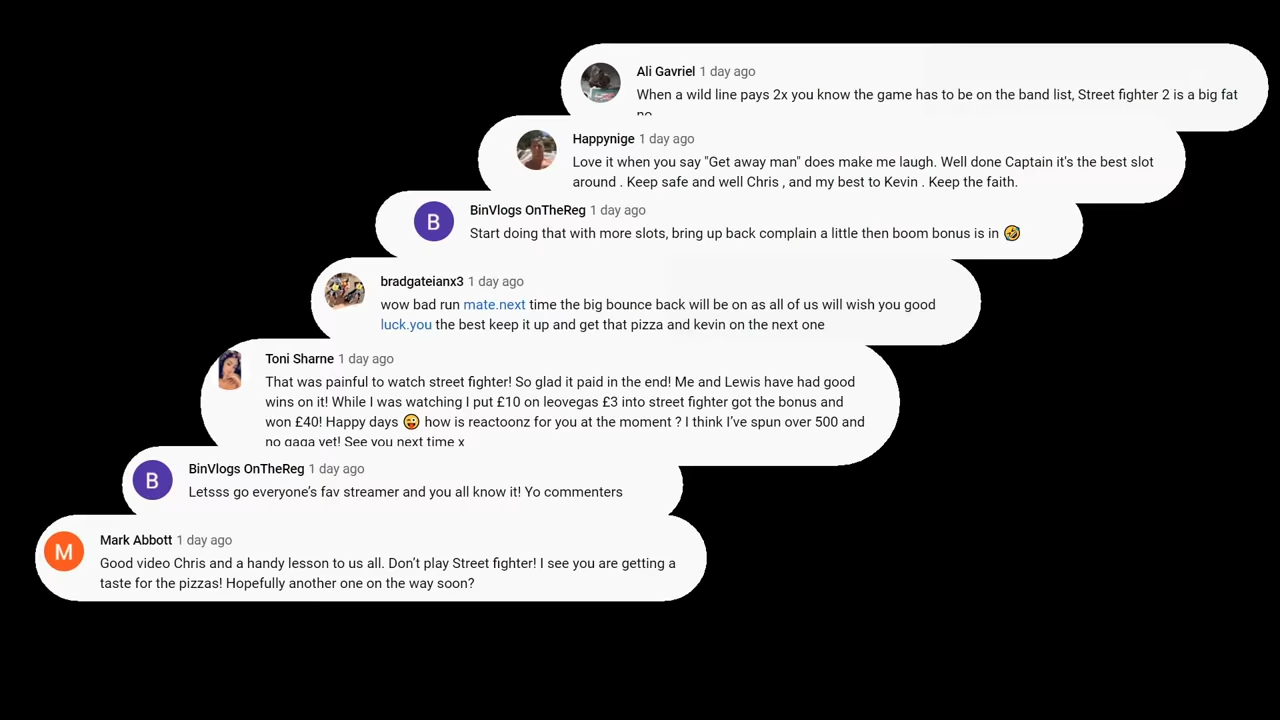 Ali Gavriel 1 day ago
When a wild line pays 2x you know the game has to be on the band list, Street fighter 2 is a big fat
no
Happynige 1 day ago
Love it when you say "Get away man" does make me laugh. Well done Captain it's the best slot
around . Keep safe and well Chris , and my best to Kevin . Keep the faith.
B
BinVlogs OnTheReg 1 day ago
Start doing that with more slots, bring up back complain a little then boom bonus is in 🤣
bradgateianx3 1 day ago
wow bad run mate.next time the big bounce back will be on as all of us will wish you good
luck.you the best keep it up and get that pizza and kevin on the next one
Toni Sharne 1 day ago
That was painful to watch street fighter! So glad it paid in the end! Me and Lewis have had good
wins on it! While I was watching I put £10 on leovegas £3 into street fighter got the bonus and
won £40! Happy days 😜 how is reactoonz for you at the moment ? I think I’ve spun over 500 and
no gaga yet! See you next time x
B
BinVlogs OnTheReg 1 day ago
Letsss go everyone’s fav streamer and you all know it! Yo commenters
M
Mark Abbott 1 day ago
Good video Chris and a handy lesson to us all. Don’t play Street fighter! I see you are getting a
taste for the pizzas! Hopefully another one on the way soon?